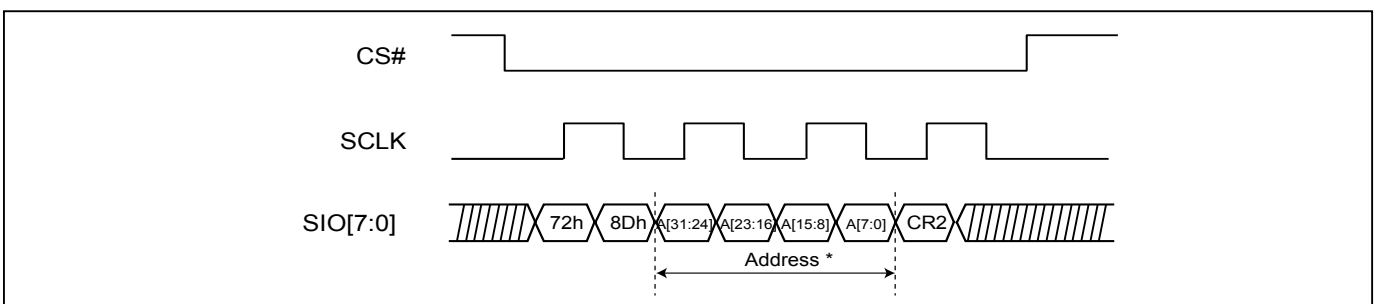 CS#
SCLK
SIO[7:0]
72h 8Dh A[31:24] A[23:16] A[15:8] A[7:0] CR2
Address *